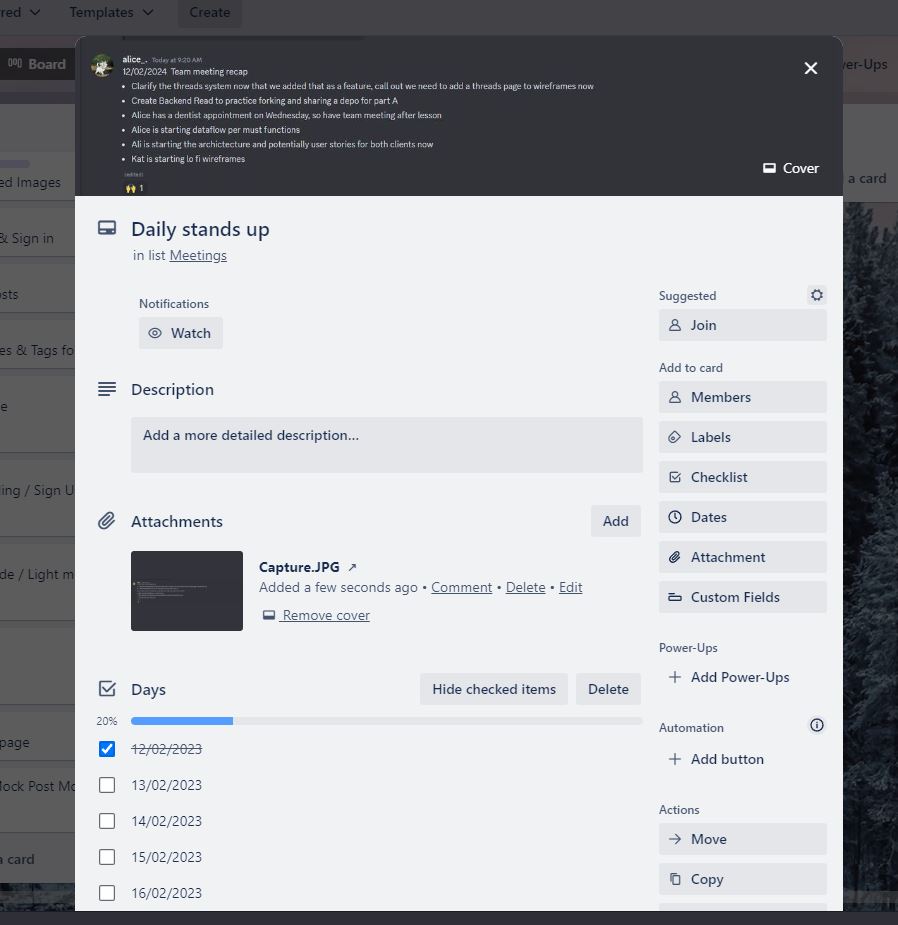 Templates
Create
Board
wer-Ups
alice_. Today at 9:20 AM
12/02/2024 Team meeting recap
• Clarify the threads system now that we added that as a feature, call out we need to add a threads page to wireframes now
• Create Backend Read to practice forking and sharing a depo for part A
• Alice has a dentist appointment on Wednesday, so have team meeting after lesson
• Alice is starting dataflow per must functions
• Ali is starting the archictecture and potentially user stories for both clients now
• Kat is starting lo fi wireframes
(edited)
1
Cover
ed Images
a card
& Sign in
osts
es & Tags fo
e
ling / Sign U
de / Light m
page
Mock Post Mo
a card
Daily stands up
in list Meetings
Notifications
Watch
Description
Add a more detailed description...
Attachments
Add
Capture.JPG ↗
Added a few seconds ago • Comment • Delete • Edit
Remove cover
Days
Hide checked items
Delete
20%
12/02/2023
13/02/2023
14/02/2023
15/02/2023
16/02/2023
Suggested
Join
Add to card
Members
Labels
Checklist
Dates
Attachment
Custom Fields
Power-Ups
+ Add Power-Ups
Automation
+ Add button
Actions
Move
Copy